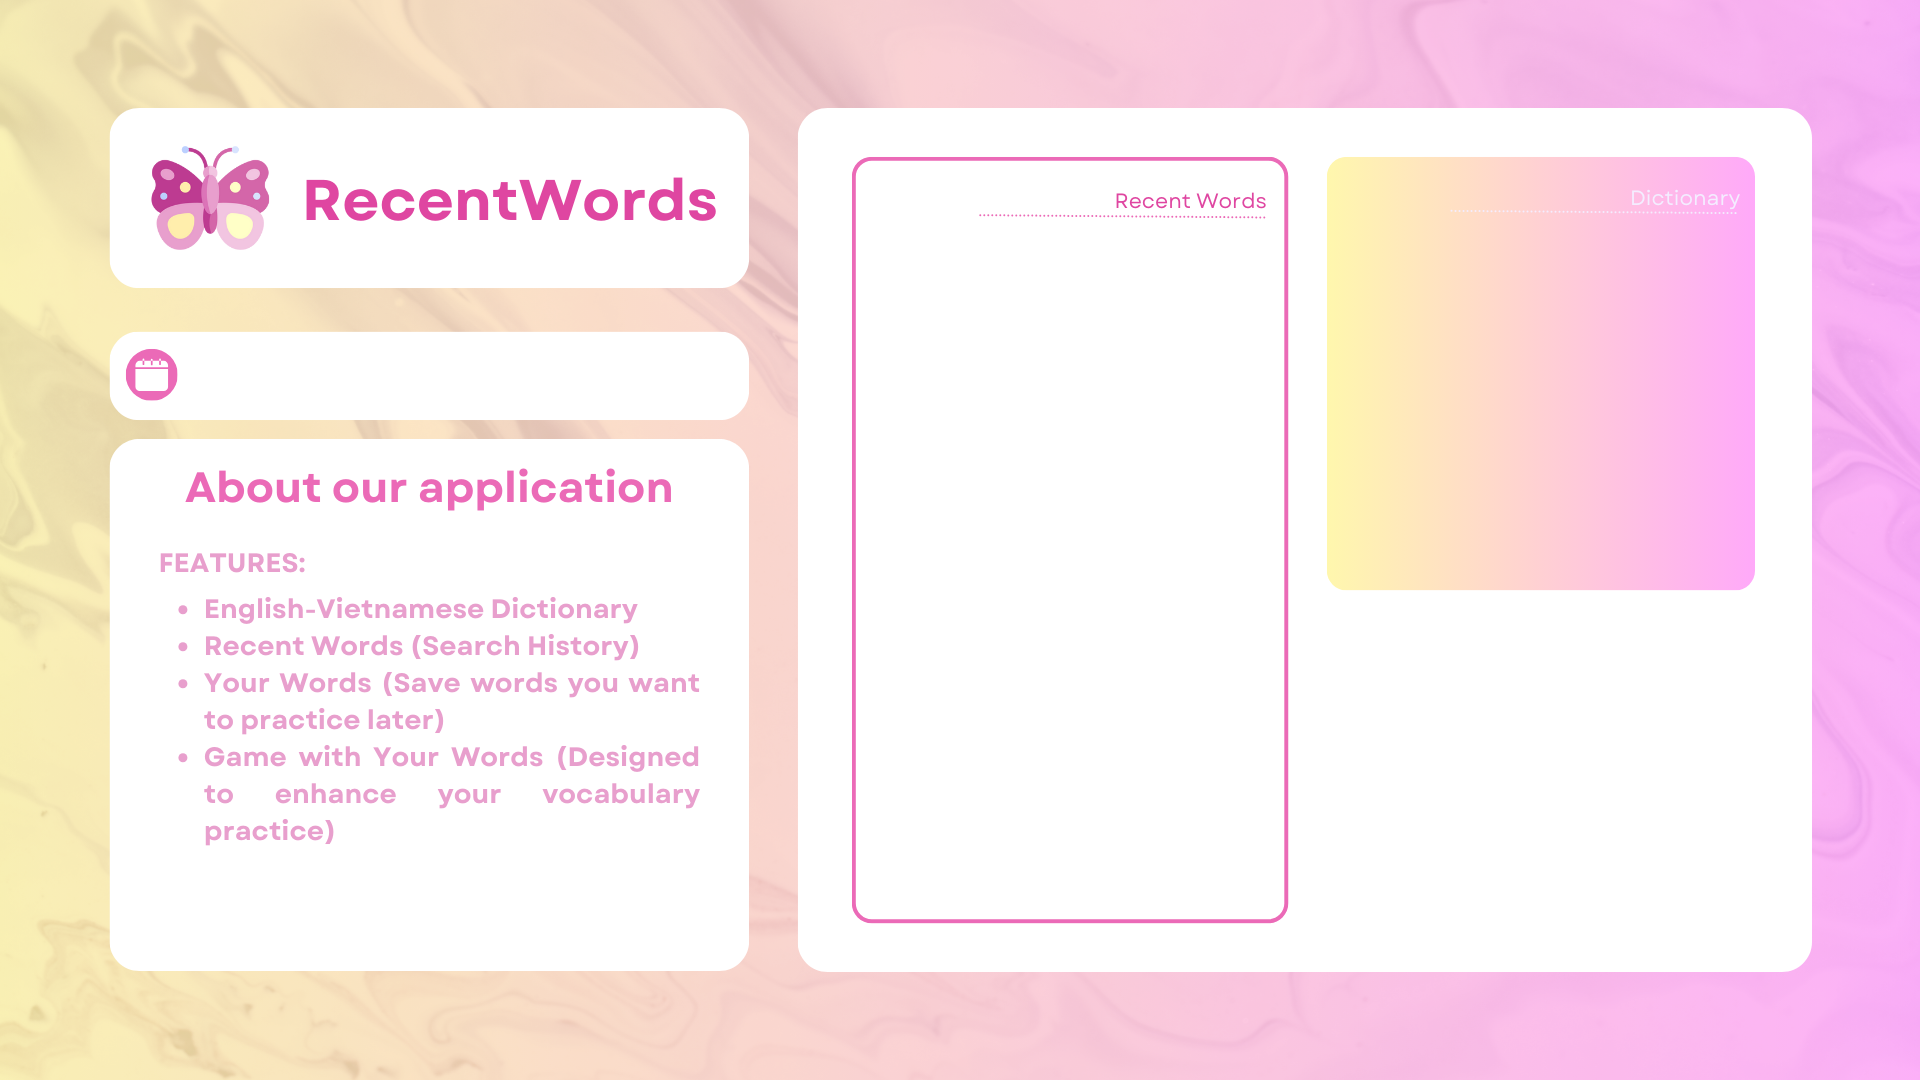 RecentWords
About our application
FEATURES:
• English-Vietnamese Dictionary
• Recent Words (Search History)
• Your Words (Save words you want
to practice later)
• Game with Your Words (Designed
to enhance your vocabulary
practice)
Recent Words
Dictionary